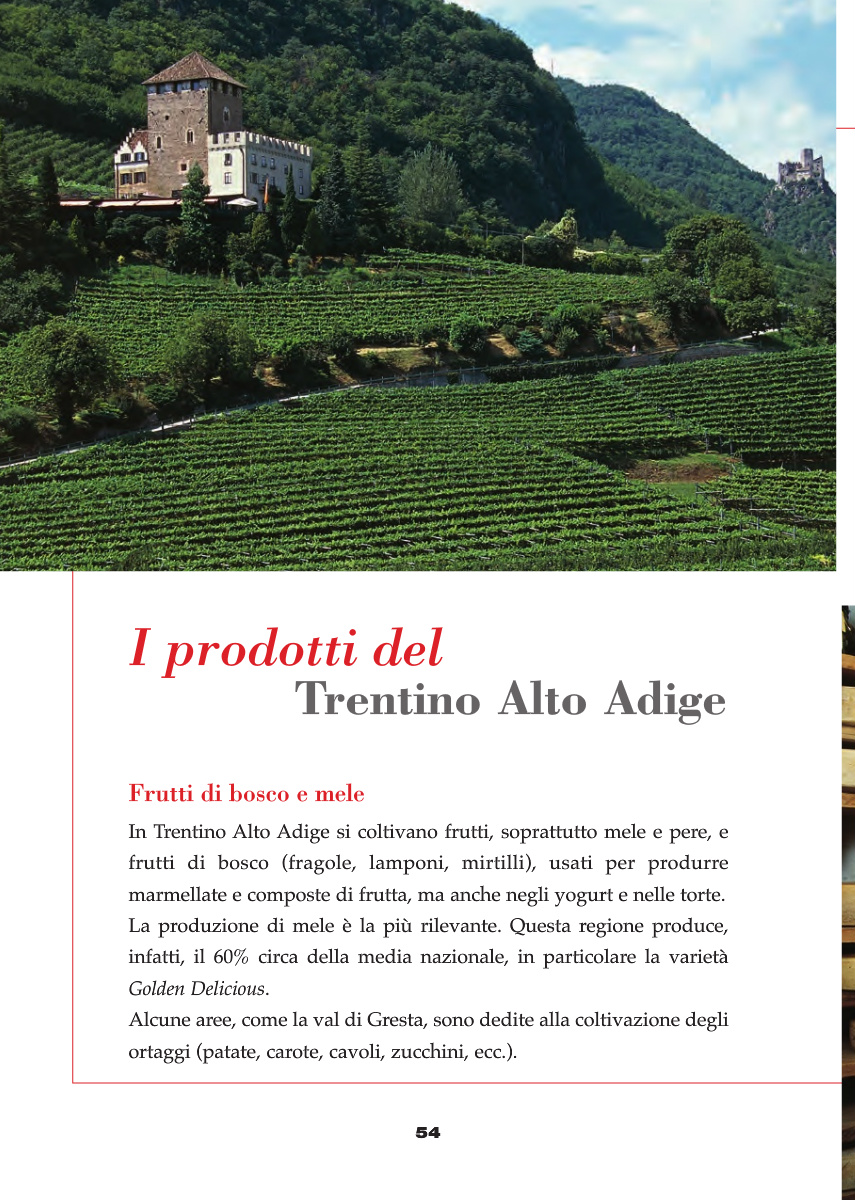 I prodotti del
Trentino Alto Adige
Frutti di bosco e mele
In Trentino Alto Adige si coltivano frutti, soprattutto mele e pere, e
frutti di bosco (fragole, lamponi, mirtilli), usati per produrre
marmellate e composte di frutta, ma anche negli yogurt e nelle torte.
La produzione di mele è la più rilevante. Questa regione produce,
infatti, il 60% circa della media nazionale, in particolare la varietà
Golden Delicious.
Alcune aree, come la val di Gresta, sono dedite alla coltivazione degli
ortaggi (patate, carote, cavoli, zucchini, ecc.).
54